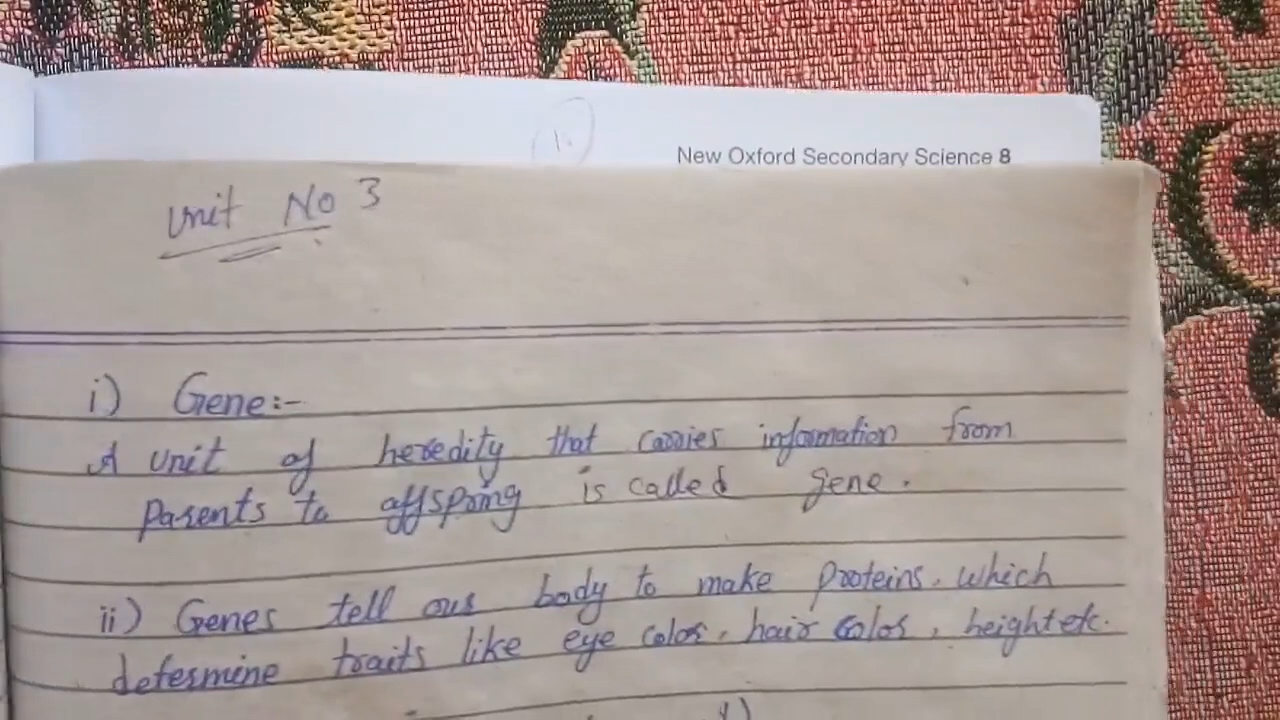 1.
New Oxford Secondary Science 8
Unit No 3
i) Gene:-
A unit of heredity that carries information from
Parents to offspring is called gene.
ii) Genes tell our body to make proteins. which
determine traits like eye color, hair color, height etc.